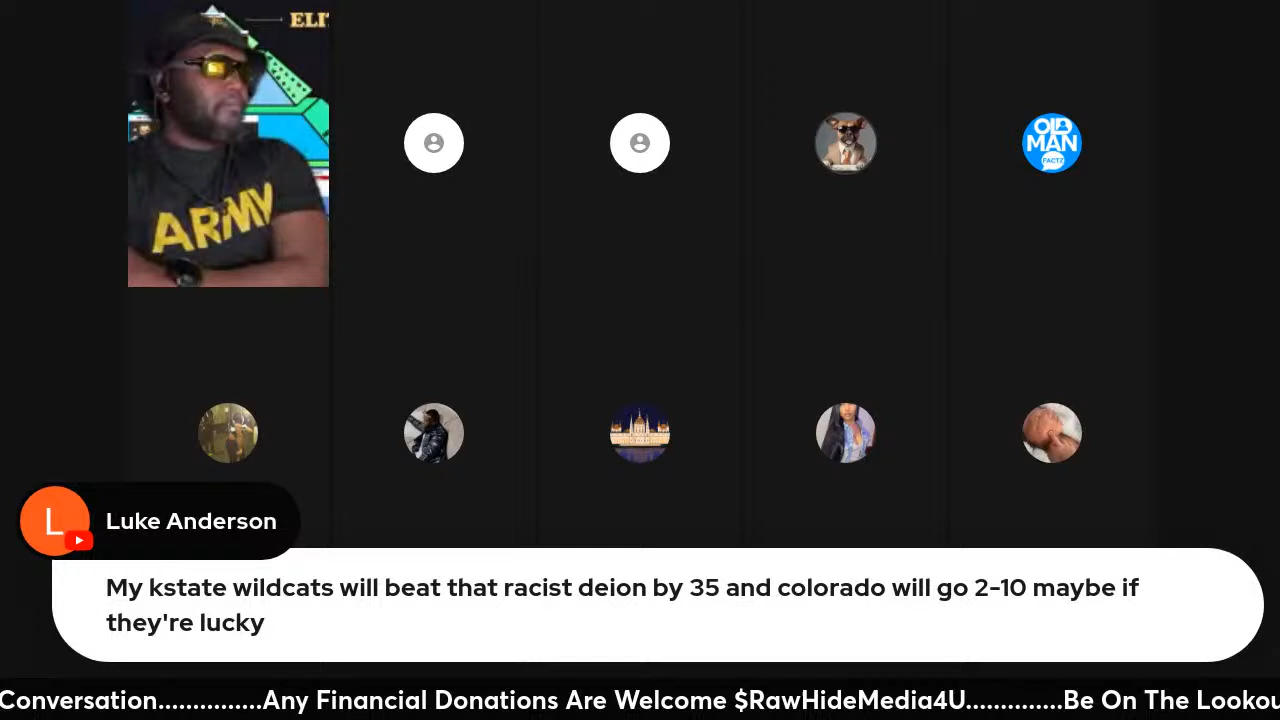 ELI
ARMY
OLD
MAN
FACTZ
L
Luke Anderson
My kstate wildcats will beat that racist deion by 35 and colorado will go 2-10 maybe if
they're lucky
Conversation...............Any Financial Donations Are Welcome $RawHideMedia4U..............Be On The Lookou